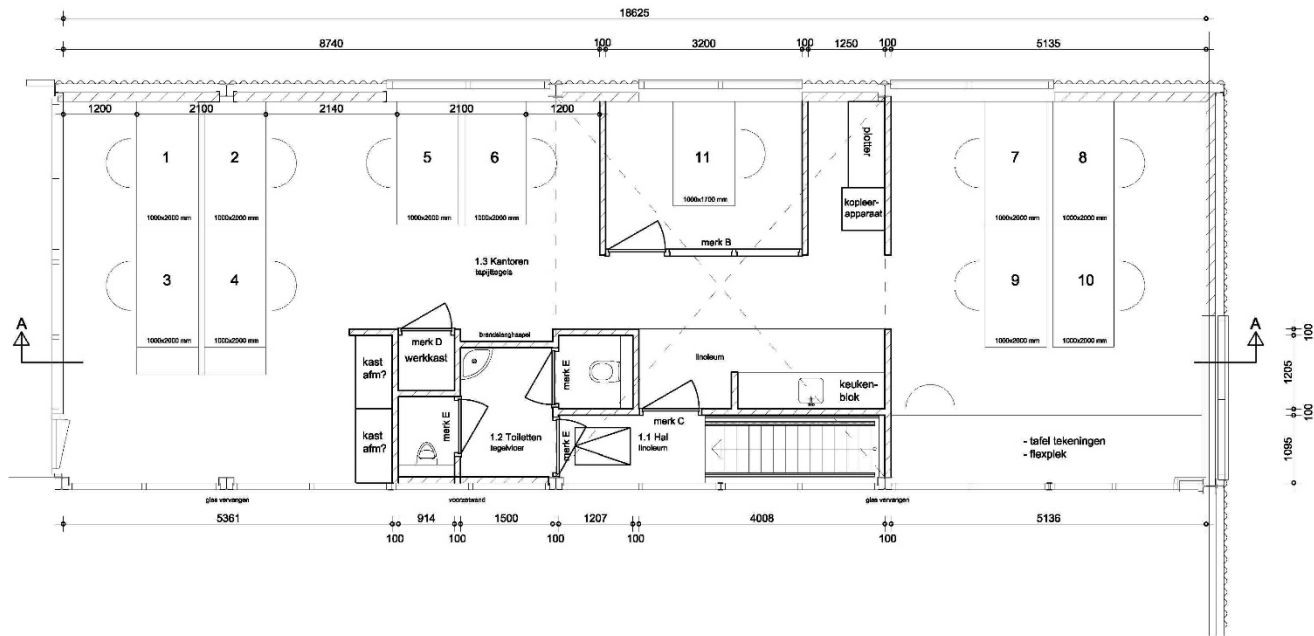 18625
8740
100
3200
100
1250
100
5135
1200
2100
2140
2100
1200
1
2
5
6
11
plotter
7
8
1000x2000 mm
1000x2000 mm
1000x2000 mm
1000x2000 mm
1000x1700 mm
kopieer-
apparaat
1000x2000 mm
1000x2000 mm
merk B
1.3 Kantoren
tapijttegels
3
4
9
10
A
A
1000x2000 mm
1000x2000 mm
1000x2000 mm
1000x2000 mm
brandslanghaspel
merk D
werkkast
kast
afm?
merk E
linoleum
keuken-
blok
100
1205
100
1095
kast
afm?
merk E
1.2 Toiletten
tegelvloer
merk E
1.1 Hal
linoleum
merk C
- tafel tekeningen
- flexplek
glas vervangen
voorzetwand
glas vervangen
5361
914
1500
1207
4008
5136
100
100
100
100
100